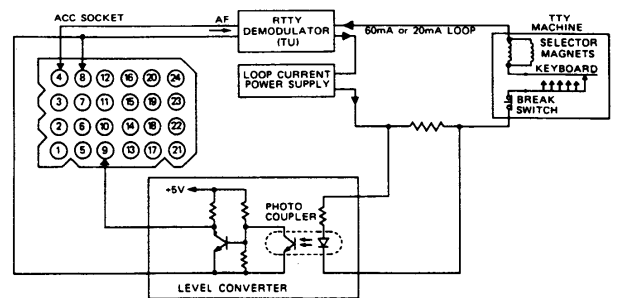 ACC SOCKET
AF
RTTY
DEMODULATOR
(TU)
60mA or 20mA LOOP
TTY
MACHINE
SELECTOR
MAGNETS
KEYBOARD
BREAK
SWITCH
LOOP CURRENT
POWER SUPPLY
4 8 12 16 20 24
3 7 11 15 19 23
2 6 10 14 18 22
1 5 9 13 17 21
+5V
PHOTO
COUPLER
LEVEL CONVERTER